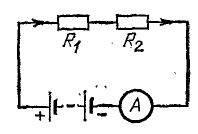 R₁ R₂
+ - A